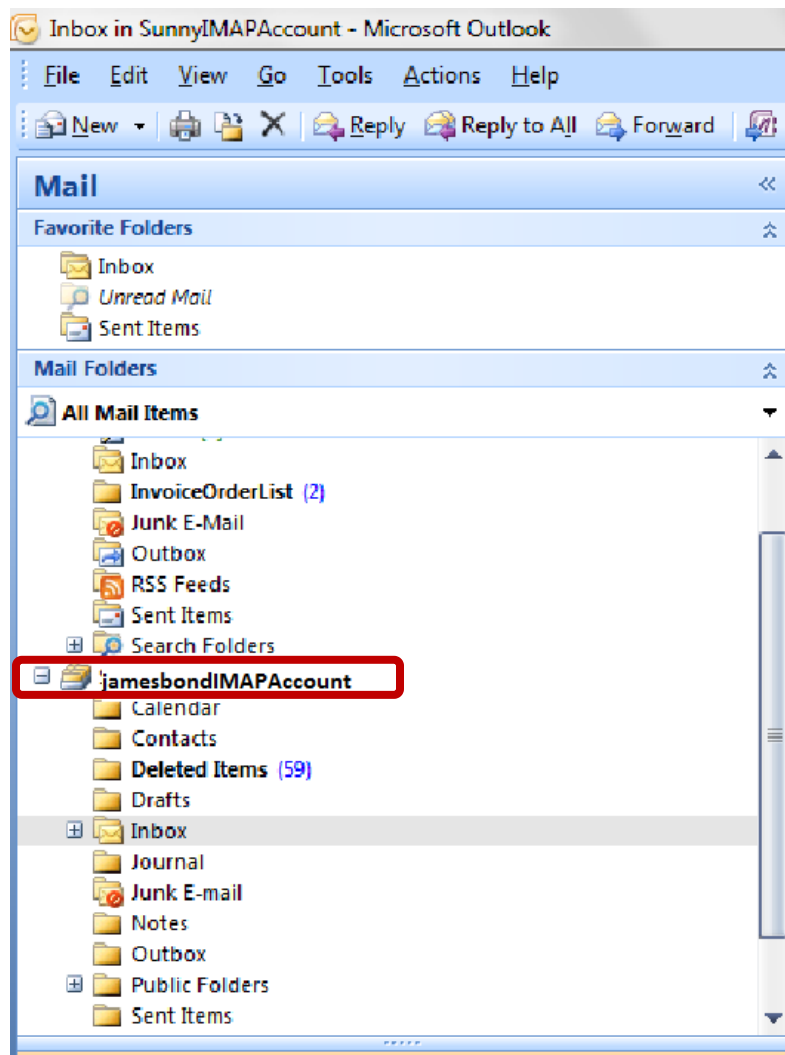 Inbox in SunnyIMAPAccount - Microsoft Outlook
File Edit View Go Tools Actions Help
New Reply Reply to All Forward
Mail
Favorite Folders
Inbox
Unread Mail
Sent Items
Mail Folders
All Mail Items
Inbox
InvoiceOrderList (2)
Junk E-Mail
Outbox
RSS Feeds
Sent Items
Search Folders
jamesbondIMAPAccount
Calendar
Contacts
Deleted Items (59)
Drafts
Inbox
Journal
Junk E-mail
Notes
Outbox
Public Folders
Sent Items